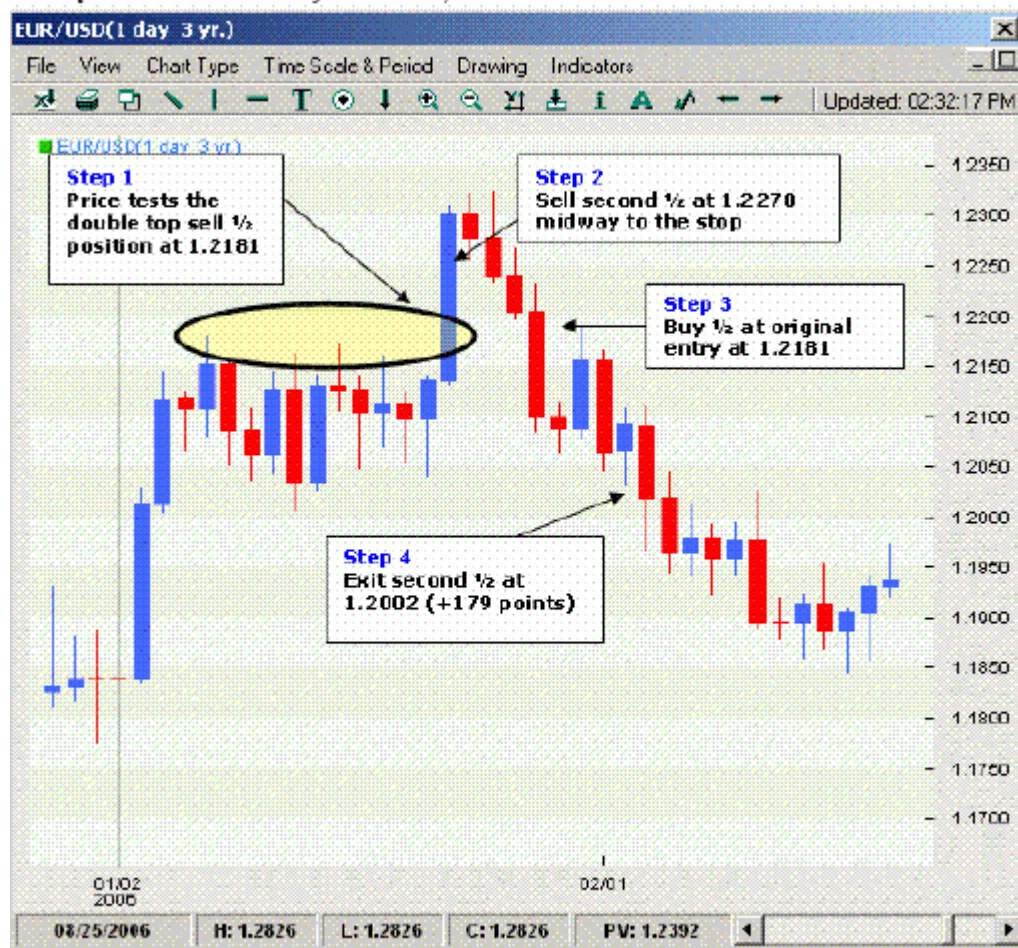 EUR/USD(1 day 3 yr.)
File View Chart Type Time Scale & Period Drawing Indicators
Updated: 02:32:17 PM
EUR/USD(1 day 3 yr.)
Step 1
Price tests the
double top sell ½
position at 1.2181
Step 2
Sell second ½ at 1.2270
midway to the stop
Step 3
Buy ½ at original
entry at 1.2181
Step 4
Exit second ½ at
1.2002 (+179 points)
1.2350
1.2300
1.2250
1.2200
1.2150
1.2100
1.2050
1.2000
1.1950
1.1900
1.1850
1.1800
1.1750
1.1700
01/02
2006
02/01
08/25/2006 H: 1.2826 L: 1.2826 C: 1.2826 PV: 1.2392